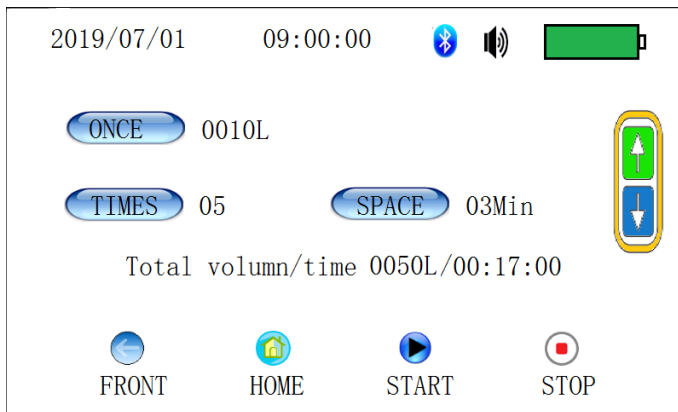 2019/07/01 09:00:00
ONCE 0010L
TIMES 05 SPACE 03Min
Total volumn/time 0050L/00:17:00
FRONT HOME START STOP